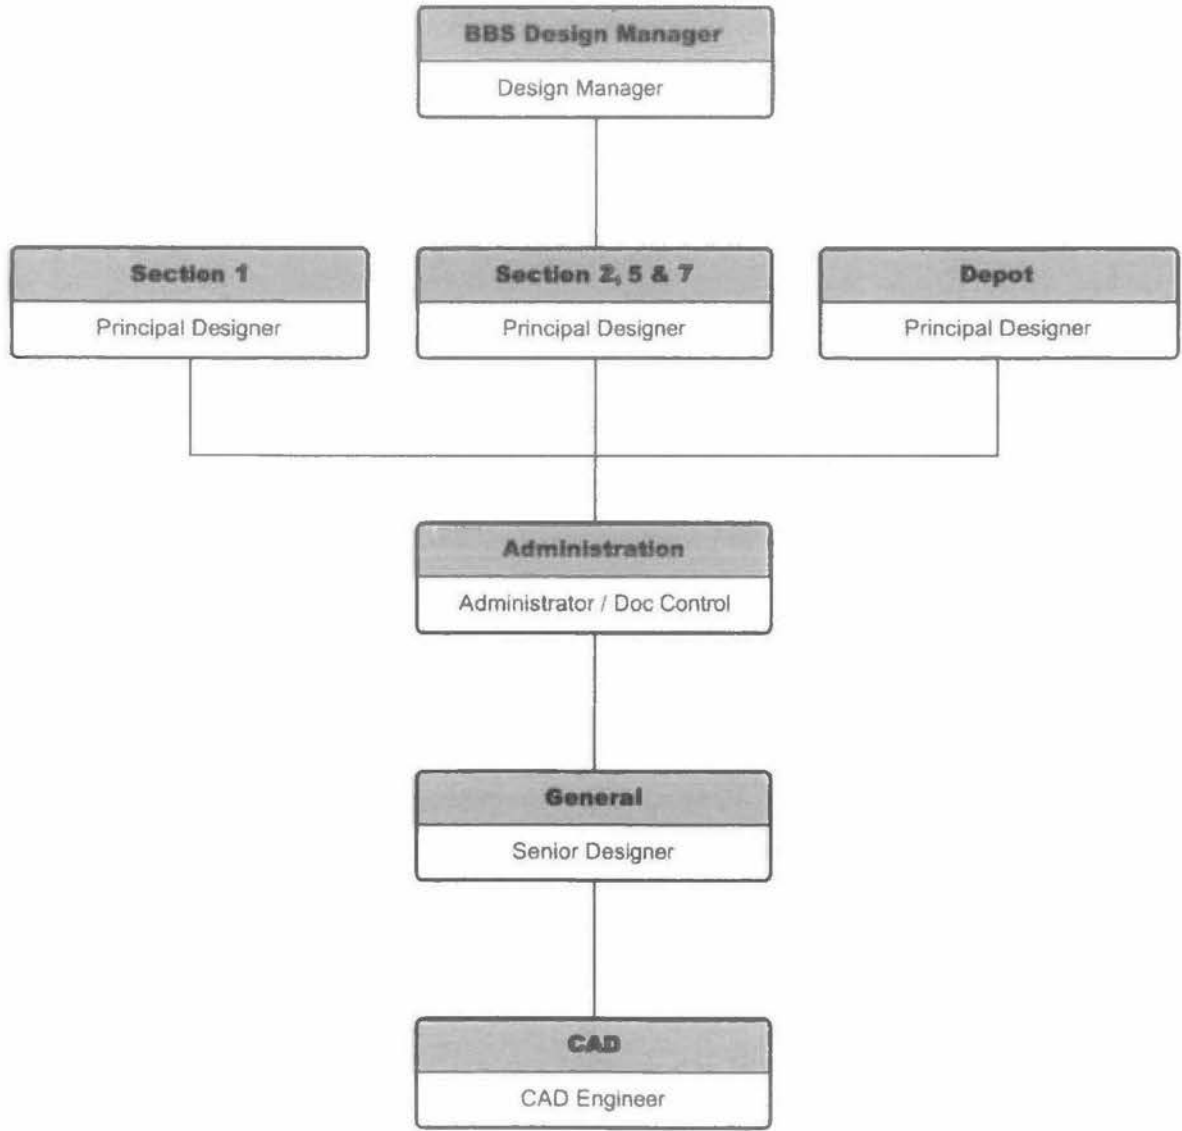 BBS Design Manager
Design Manager
Section 1
Principal Designer
Section 2, 5 & 7
Principal Designer
Depot
Principal Designer
Administration
Administrator / Doc Control
General
Senior Designer
CAD
CAD Engineer